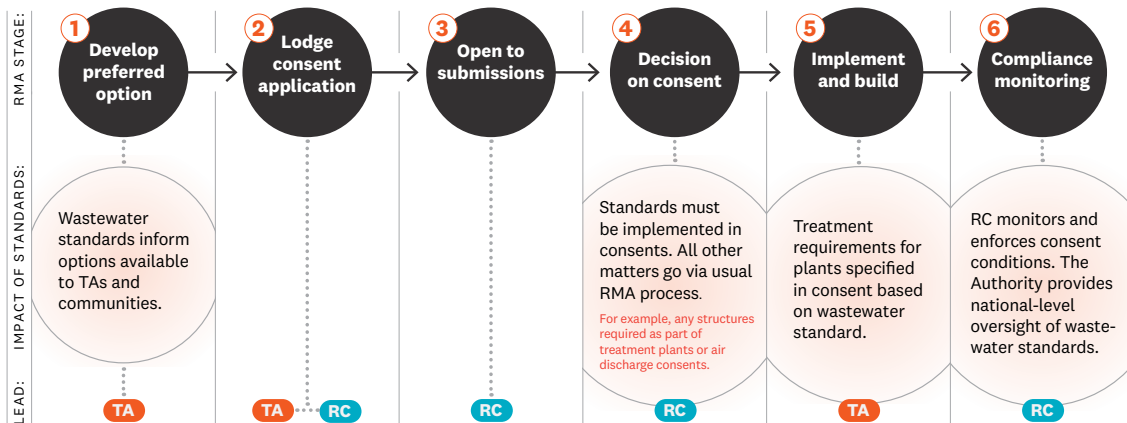 RMA STAGE:
1
Develop
preferred
option
2
Lodge
consent
application
3
Open to
submissions
4
Decision
on consent
5
Implement
and build
6
Compliance
monitoring
IMPACT OF STANDARDS:
Wastewater
standards inform
options available
to TAs and
communities.
Standards must
be implemented in
consents. All other
matters go via usual
RMA process.
For example, any structures
required as part of
treatment plants or air
discharge consents.
Treatment
requirements for
plants specified
in consent based
on wastewater
standard.
RC monitors and
enforces consent
conditions. The
Authority provides
national-level
oversight of waste-
water standards.
LEAD:
TA
TA
RC
RC
RC
TA
RC